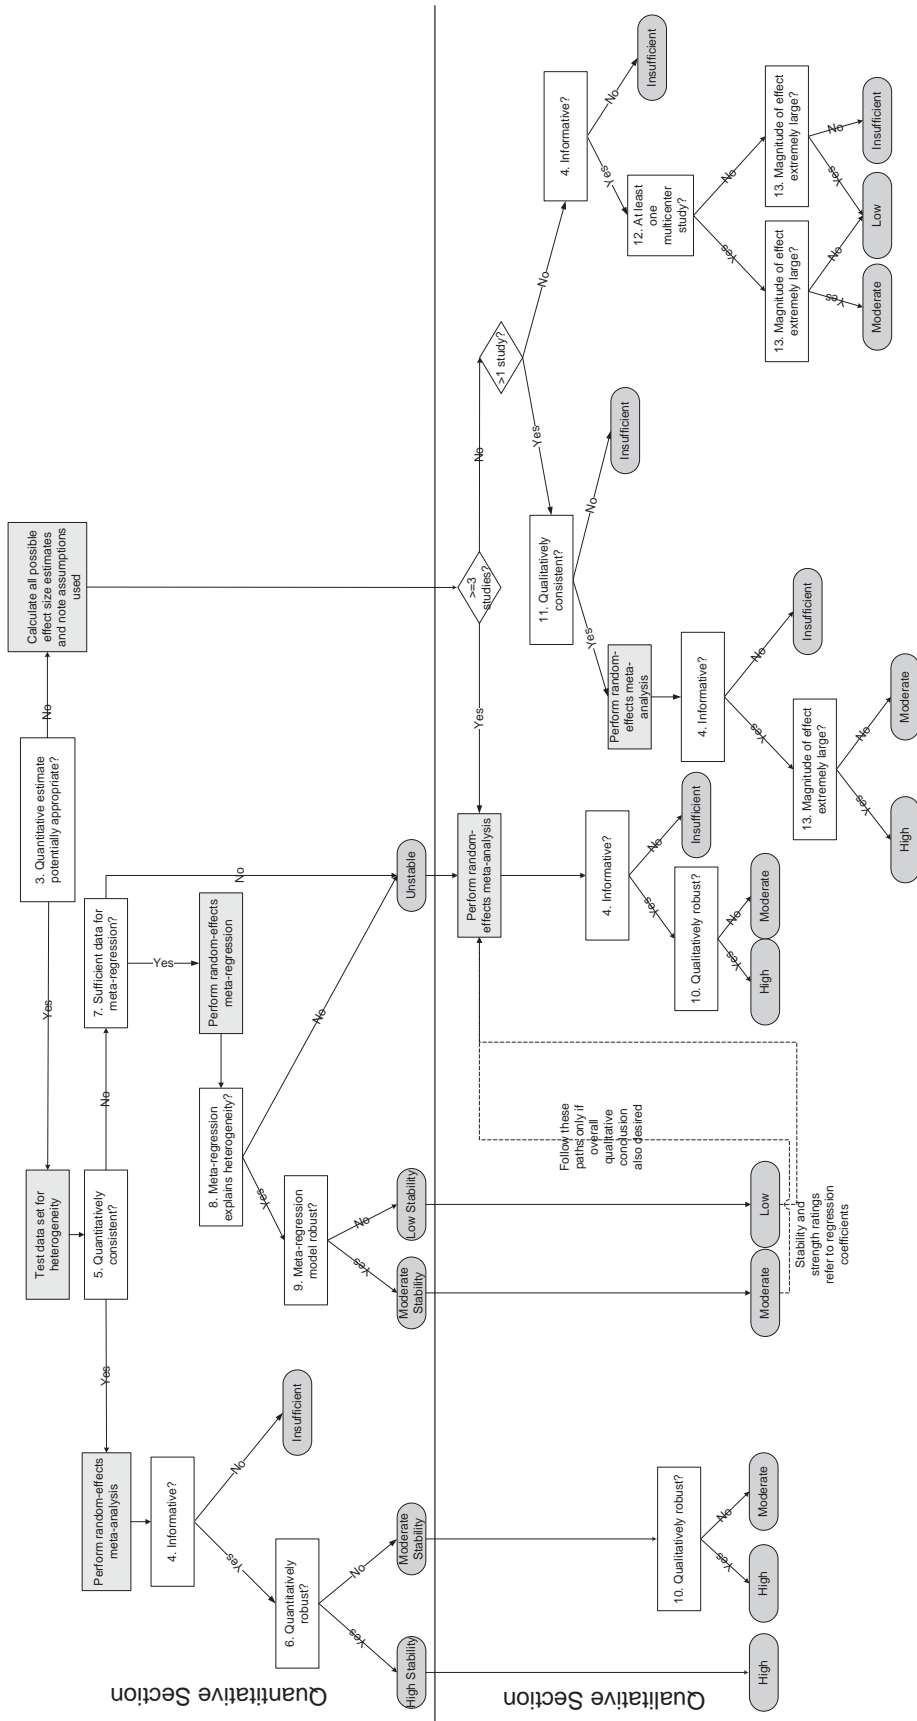 Quantitative Section
Qualitative Section
3. Quantitative estimate
potentially appropriate?
Yes
No
Test data set for
heterogeneity
Calculate all possible
effect size estimates
and note assumptions
used
5. Quantitatively
consistent?
Yes
No
7. Sufficient data for
meta-regression?
Yes
No
Perform random-effects
meta-analysis
4. Informative?
Yes
No
Insufficient
6. Quantitatively
robust?
Yes
No
High Stability
Moderate
Stability
Perform random-effects
meta-regression
8. Meta-regression
explains heterogeneity?
Yes
No
9. Meta-regression
model robust?
Yes
No
Moderate
Stability
Low Stability
Unstable
High
10. Qualitatively robust?
Yes
No
High
Moderate
Moderate
Low
Stability and
strength ratings
refer to regression
coefficients
Follow these
paths only if
overall
qualitative
conclusion
also desired
>=3
studies?
Yes
No
Perform random-
effects meta-analysis
4. Informative?
Yes
No
Insufficient
10. Qualitatively robust?
Yes
No
High
Moderate
>1 study?
Yes
No
11. Qualitatively
consistent?
Yes
No
Insufficient
Perform random-
effects meta-
analysis
4. Informative?
Yes
No
Insufficient
13. Magnitude of effect
extremely large?
Yes
No
High
Moderate
4. Informative?
Yes
No
Insufficient
12. At least
one
multicenter
study?
Yes
No
13. Magnitude of effect
extremely large?
Yes
No
13. Magnitude of effect
extremely large?
Yes
No
Moderate
Low
Insufficient